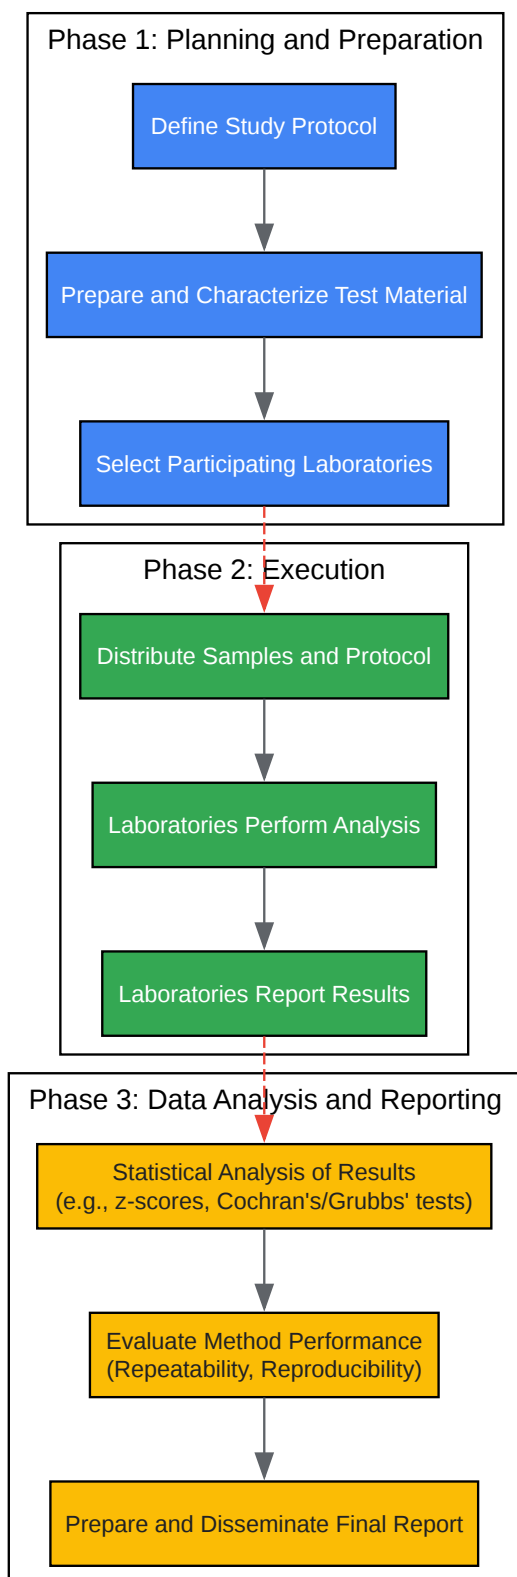 Phase 1: Planning and Preparation
Define Study Protocol
Prepare and Characterize Test Material
Select Participating Laboratories
Phase 2: Execution
Distribute Samples and Protocol
Laboratories Perform Analysis
Laboratories Report Results
Phase 3: Data Analysis and Reporting
Statistical Analysis of Results
(e.g., z-scores, Cochran's/Grubbs' tests)
Evaluate Method Performance
(Repeatability, Reproducibility)
Prepare and Disseminate Final Report